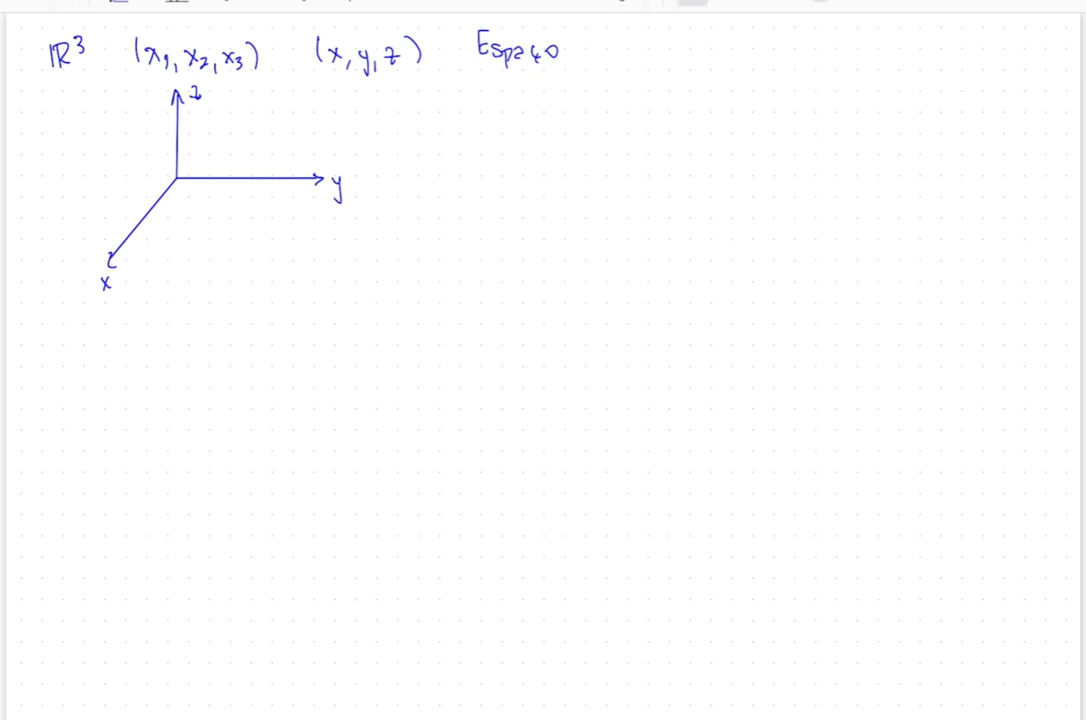 ℝ³ (x₁, x₂, x₃) (x, y, z) Espaço
z
y
x